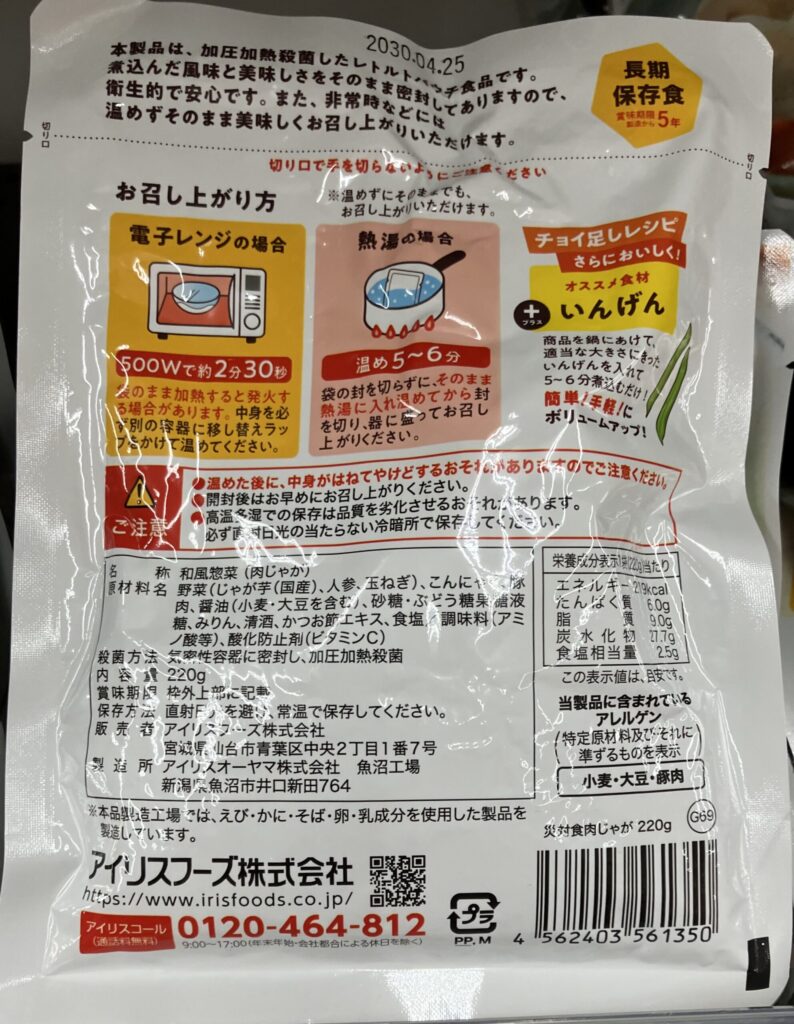 2030.04.25
本製品は、加圧加熱殺菌したレトルトパウチ食品です。
煮込んだ風味と美味しさをそのまま密封してありますので、
衛生的で安心です。また、非常時などには
温めずそのまま美味しくお召し上がりいただけます。
長期
保存食
賞味期限
製造から5年
切り口
切り口
切り口で手を切らないようにご注意ください
お召し上がり方
※温めずにそのままでも、
お召し上がりいただけます。
電子レンジの場合
500Wで約2分30秒
袋のまま加熱すると発火す
る場合があります。中身を必
ず別の容器に移し替えラッ
プをかけて温めてください。
熱湯の場合
温め5〜6分
袋の封を切らずに、そのまま
熱湯に入れ温めてから封
を切り、器に盛ってお召し
上がりください。
チョイ足しレシピ
さらにおいしく!
オススメ食材
+
プラス
いんげん
商品を鍋にあけて、
適当な大きさに切った
いんげんを入れて
5~6分煮込むだけ!
簡単!手軽!に
ボリュームアップ!
ご注意
●温めた後に、中身がはねてやけどするおそれがありますのでご注意ください。
●開封後はお早めにお召し上がりください。
●高温多湿での保存は品質を劣化させるおそれがあります。
必ず直射日光の当たらない冷暗所で保存してください。
名称 和風惣菜(肉じゃが)
原材料名 野菜(じゃが芋(国産)、人参、玉ねぎ)、こんにゃく、豚
肉、醤油(小麦・大豆を含む)、砂糖・ぶどう糖果糖液
糖、みりん、清酒、かつお節エキス、食塩/調味料(アミ
ノ酸等)、酸化防止剤(ビタミンC)
殺菌方法 気密性容器に密封し、加圧加熱殺菌
内容量 220g
賞味期限 枠外上部に記載
保存方法 直射日光を避け、常温で保存してください。
販売者 アイリスフーズ株式会社
宮城県仙台市青葉区中央2丁目1番7号
製造所 アイリスオーヤマ株式会社 魚沼工場
新潟県魚沼市井口新田764
栄養成分表示1袋(220g)当たり
エネルギー 219kcal
たんぱく質 6.0g
脂質 9.0g
炭水化物 27.7g
食塩相当量 2.5g
この表示値は、目安です。
当製品に含まれている
アレルゲン
(特定原材料及びそれに
準ずるものを表示)
小麦・大豆・豚肉
※本品製造工場では、えび・かに・そば・卵・乳成分を使用した製品を
製造しています。
災対食肉じゃが 220g
G69
アイリスフーズ株式会社
https://www.irisfoods.co.jp/
アイリスコール
(通話料無料)
0120-464-812
9:00~17:00(年末年始・会社都合による休日を除く)
プラ
PP, M
4 562403 561350